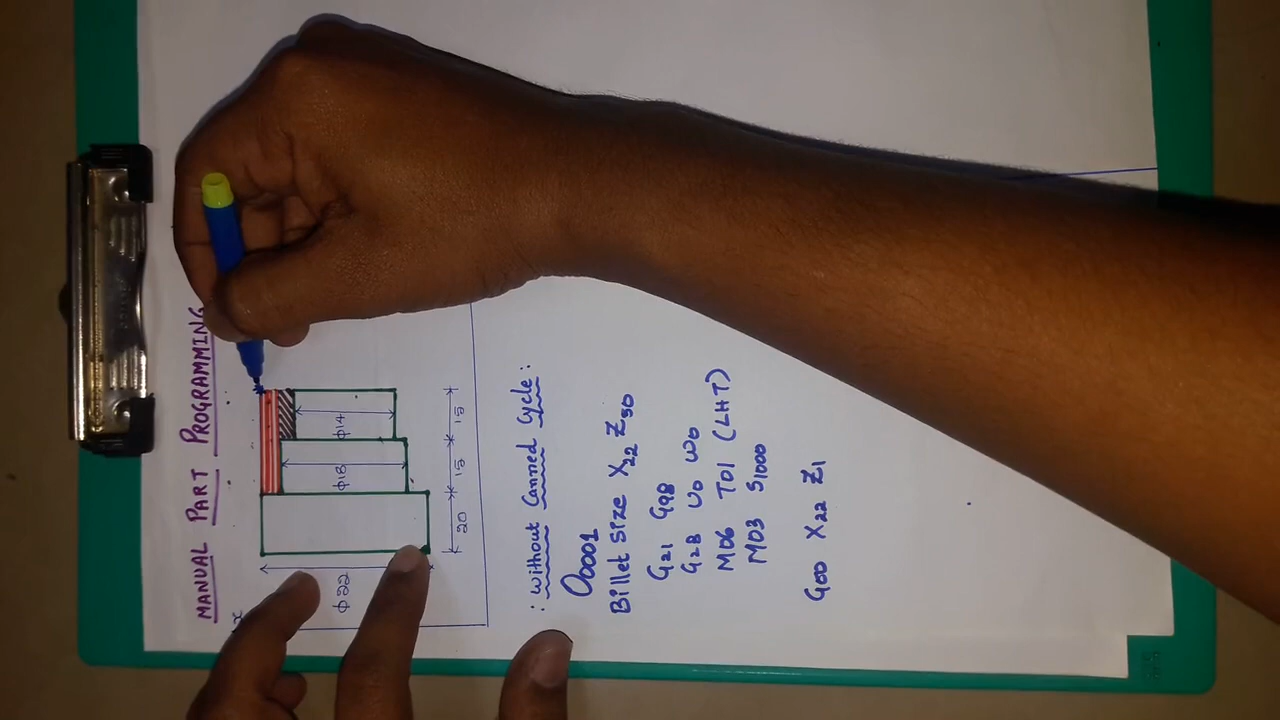 MANUAL PART PROGRAMMING
x
φ22
φ18
φ14
20
15
15
: Without Canned Cycle :
O0001
Billet Size X22 Z50
G21 G98
G28 U0 W0
M06 T01 (LHT)
M03 S1000
G00 X22 Z1